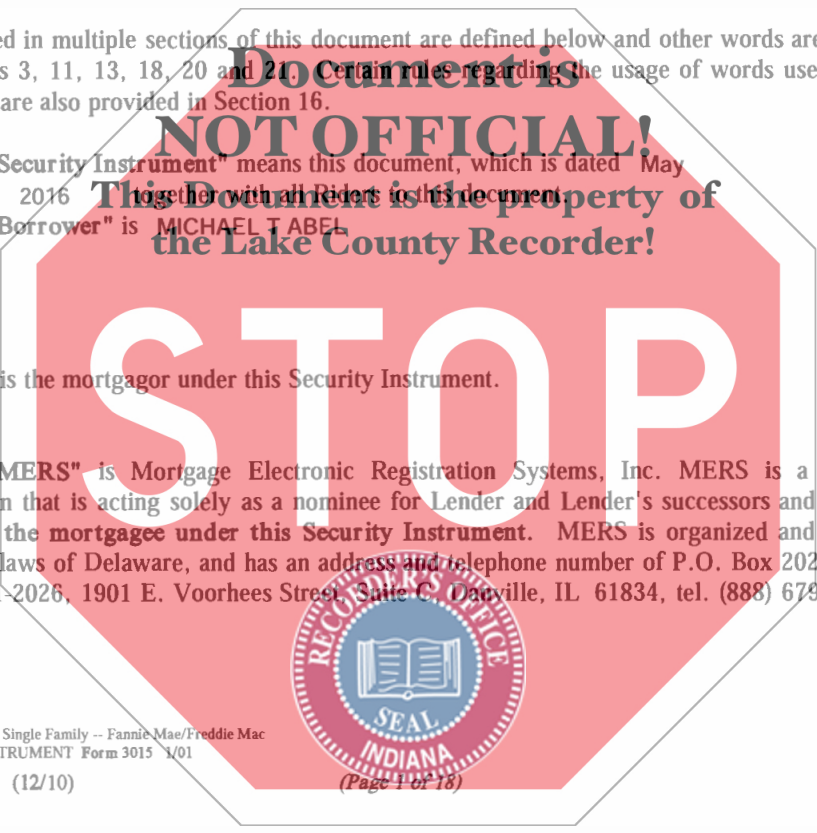 ed in multiple sections of this document are defined below and other words are
s 3, 11, 13, 18, 20 and 21. Certain rules regarding the usage of words use
are also provided in Section 16.
Document is
NOT OFFICIAL!
This Document is the property of
the Lake County Recorder!
Security Instrument" means this document, which is dated May
2016 together with all Riders to this document.
Borrower" is MICHAEL T ABEL
STOP
is the mortgagor under this Security Instrument.
MERS" is Mortgage Electronic Registration Systems, Inc. MERS is a
n that is acting solely as a nominee for Lender and Lender's successors and
the mortgagee under this Security Instrument. MERS is organized and
laws of Delaware, and has an address and telephone number of P.O. Box 202
-2026, 1901 E. Voorhees Street, Suite C, Danville, IL 61834, tel. (888) 679
RECORDER'S OFFICE
SEAL
INDIANA
Single Family -- Fannie Mae/Freddie Mac
TRUMENT Form 3015 1/01
(12/10)
(Page 1 of 18)